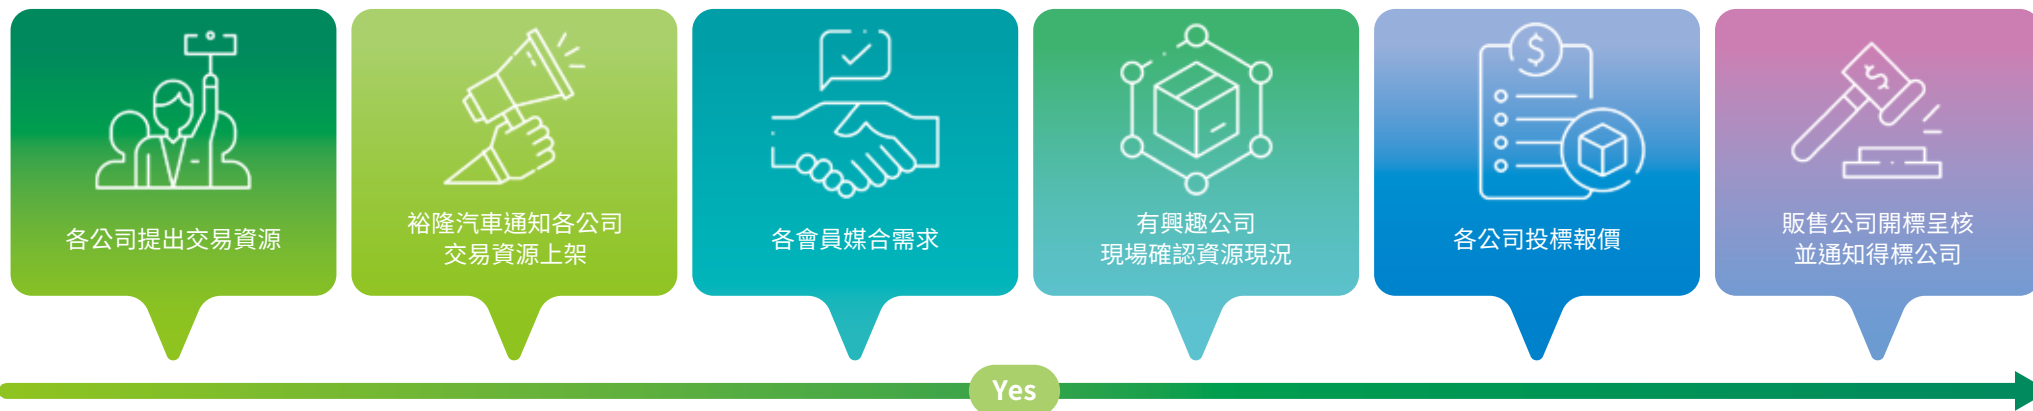 各公司提出交易資源
裕隆汽車通知各公司
交易資源上架
各會員媒合需求
有興趣公司
現場確認資源現況
各公司投標報價
販售公司開標呈核
並通知得標公司
Yes